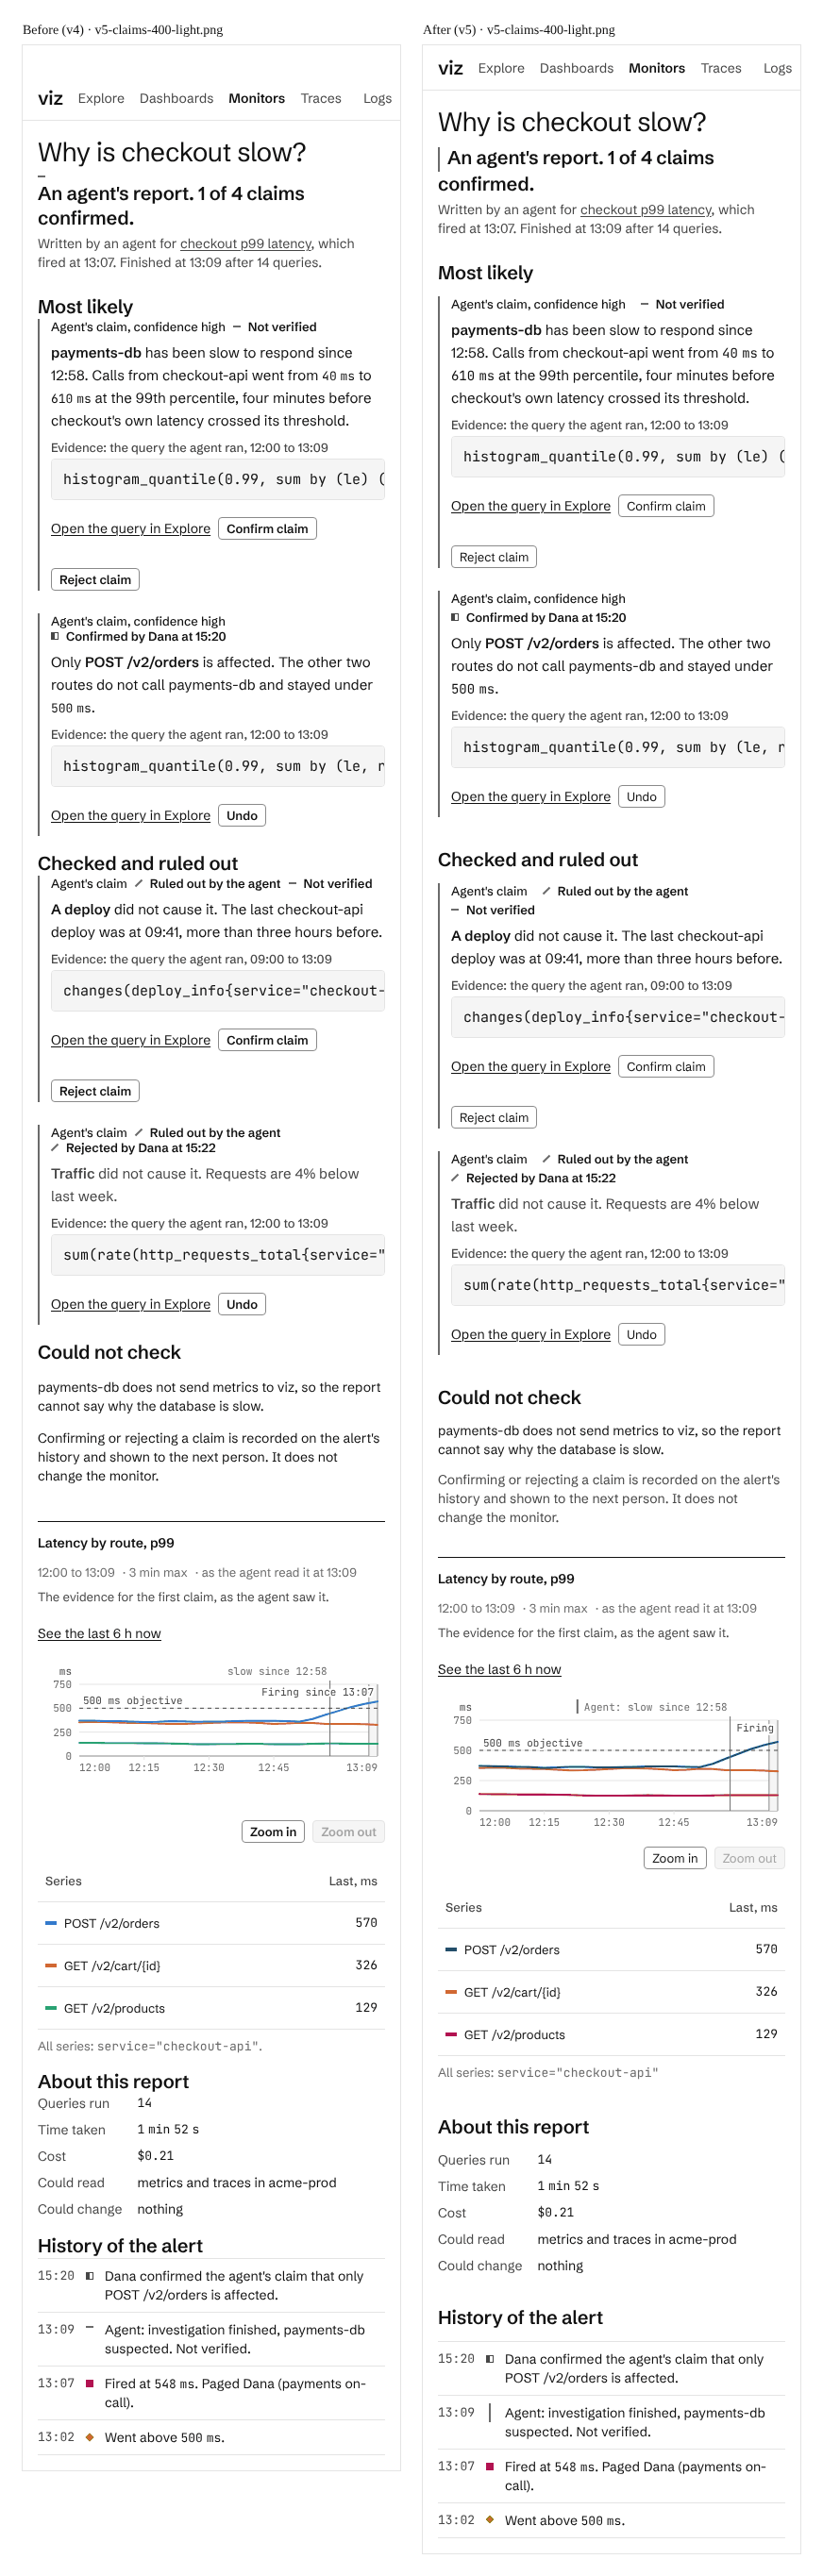 Before (v4) · v5-claims-400-light.png
viz Explore Dashboards Monitors Traces Logs
Why is checkout slow?
An agent's report. 1 of 4 claims
confirmed.
Written by an agent for checkout p99 latency, which
fired at 13:07. Finished at 13:09 after 14 queries.
Most likely
Agent's claim, confidence high – Not verified
payments-db has been slow to respond since
12:58. Calls from checkout-api went from 40 ms to
610 ms at the 99th percentile, four minutes before
checkout's own latency crossed its threshold.
Evidence: the query the agent ran, 12:00 to 13:09
histogram_quantile(0.99, sum by (le) (
Open the query in Explore Confirm claim
Reject claim
Agent's claim, confidence high
Confirmed by Dana at 15:20
Only POST /v2/orders is affected. The other two
routes do not call payments-db and stayed under
500 ms.
Evidence: the query the agent ran, 12:00 to 13:09
histogram_quantile(0.99, sum by (le, r
Open the query in Explore Undo
Checked and ruled out
Agent's claim Ruled out by the agent – Not verified
A deploy did not cause it. The last checkout-api
deploy was at 09:41, more than three hours before.
Evidence: the query the agent ran, 09:00 to 13:09
changes(deploy_info{service="checkout-
Open the query in Explore Confirm claim
Reject claim
Agent's claim Ruled out by the agent
Rejected by Dana at 15:22
Traffic did not cause it. Requests are 4% below
last week.
Evidence: the query the agent ran, 12:00 to 13:09
sum(rate(http_requests_total{service="
Open the query in Explore Undo
Could not check
payments-db does not send metrics to viz, so the report
cannot say why the database is slow.
Confirming or rejecting a claim is recorded on the alert's
history and shown to the next person. It does not
change the monitor.
Latency by route, p99
12:00 to 13:09 · 3 min max · as the agent read it at 13:09
The evidence for the first claim, as the agent saw it.
See the last 6 h now
ms slow since 12:58
750 Firing since 13:07
500 500 ms objective
250
0
12:00 12:15 12:30 12:45 13:09
Zoom in Zoom out
Series Last, ms
POST /v2/orders 570
GET /v2/cart/{id} 326
GET /v2/products 129
All series: service="checkout-api".
About this report
Queries run 14
Time taken 1 min 52 s
Cost $0.21
Could read metrics and traces in acme-prod
Could change nothing
History of the alert
15:20 Dana confirmed the agent's claim that only
POST /v2/orders is affected.
13:09 – Agent: investigation finished, payments-db
suspected. Not verified.
13:07 Fired at 548 ms. Paged Dana (payments on-
call).
13:02 Went above 500 ms.
After (v5) · v5-claims-400-light.png
viz Explore Dashboards Monitors Traces Logs
Why is checkout slow?
An agent's report. 1 of 4 claims
confirmed.
Written by an agent for checkout p99 latency, which
fired at 13:07. Finished at 13:09 after 14 queries.
Most likely
Agent's claim, confidence high – Not verified
payments-db has been slow to respond since
12:58. Calls from checkout-api went from 40 ms to
610 ms at the 99th percentile, four minutes before
checkout's own latency crossed its threshold.
Evidence: the query the agent ran, 12:00 to 13:09
histogram_quantile(0.99, sum by (le) (
Open the query in Explore Confirm claim
Reject claim
Agent's claim, confidence high
Confirmed by Dana at 15:20
Only POST /v2/orders is affected. The other two
routes do not call payments-db and stayed under
500 ms.
Evidence: the query the agent ran, 12:00 to 13:09
histogram_quantile(0.99, sum by (le, r
Open the query in Explore Undo
Checked and ruled out
Agent's claim Ruled out by the agent
– Not verified
A deploy did not cause it. The last checkout-api
deploy was at 09:41, more than three hours before.
Evidence: the query the agent ran, 09:00 to 13:09
changes(deploy_info{service="checkout-
Open the query in Explore Confirm claim
Reject claim
Agent's claim Ruled out by the agent
Rejected by Dana at 15:22
Traffic did not cause it. Requests are 4% below
last week.
Evidence: the query the agent ran, 12:00 to 13:09
sum(rate(http_requests_total{service="
Open the query in Explore Undo
Could not check
payments-db does not send metrics to viz, so the report
cannot say why the database is slow.
Confirming or rejecting a claim is recorded on the alert's
history and shown to the next person. It does not
change the monitor.
Latency by route, p99
12:00 to 13:09 · 3 min max · as the agent read it at 13:09
The evidence for the first claim, as the agent saw it.
See the last 6 h now
ms Agent: slow since 12:58
750 Firing
500 500 ms objective
250
0
12:00 12:15 12:30 12:45 13:09
Zoom in Zoom out
Series Last, ms
POST /v2/orders 570
GET /v2/cart/{id} 326
GET /v2/products 129
All series: service="checkout-api"
About this report
Queries run 14
Time taken 1 min 52 s
Cost $0.21
Could read metrics and traces in acme-prod
Could change nothing
History of the alert
15:20 Dana confirmed the agent's claim that only
POST /v2/orders is affected.
13:09 Agent: investigation finished, payments-db
suspected. Not verified.
13:07 Fired at 548 ms. Paged Dana (payments on-
call).
13:02 Went above 500 ms.